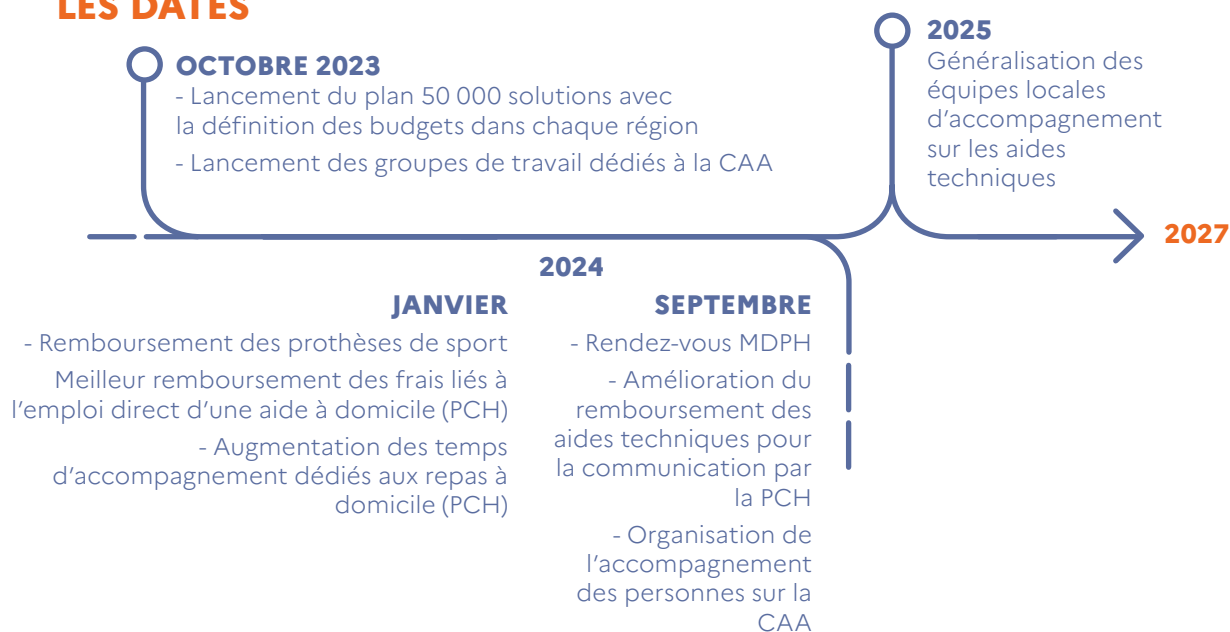 LES DATES
OCTOBRE 2023
- Lancement du plan 50 000 solutions avec
la définition des budgets dans chaque région
- Lancement des groupes de travail dédiés à la CAA
2025
Généralisation des
équipes locales
d’accompagnement
sur les aides
techniques
2027
2024
JANVIER
- Remboursement des prothèses de sport
Meilleur remboursement des frais liés à
l’emploi direct d’une aide à domicile (PCH)
- Augmentation des temps
d’accompagnement dédiés aux repas à
domicile (PCH)
SEPTEMBRE
- Rendez-vous MDPH
- Amélioration du
remboursement des
aides techniques pour
la communication par
la PCH
- Organisation de
l’accompagnement
des personnes sur la
CAA